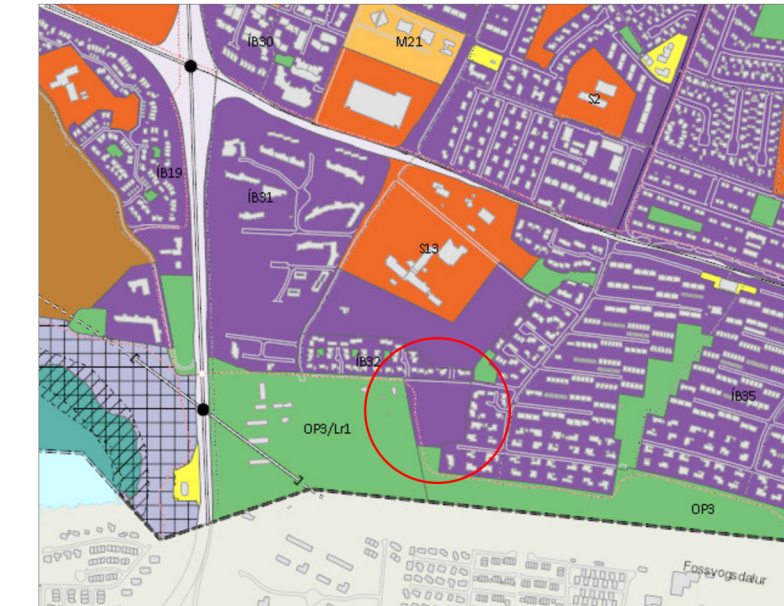 ÍB30
M21
S2
ÍB19
ÍB31
S13
ÍB32
ÍB35
OP3/Lr1
OP3
Fossvogsdalur